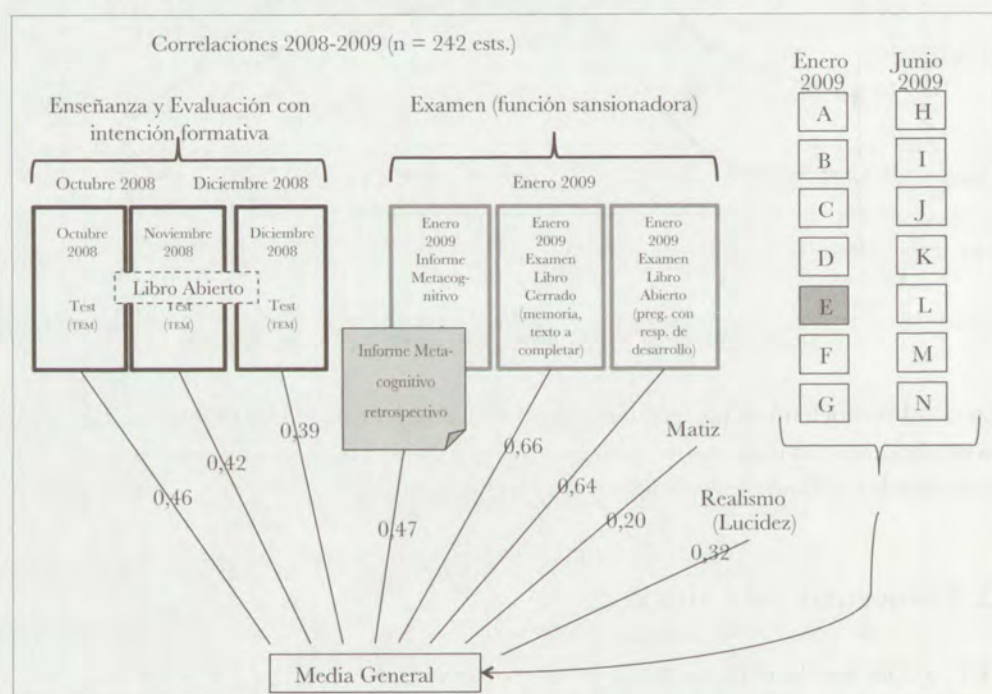 Correlaciones 2008-2009 (n = 242 ests.)
Enseñanza y Evaluación con
intención formativa
Octubre 2008
Diciembre 2008
Octubre
2008
Test
(TEM)
Noviembre
2008
Test
(TEM)
Diciembre
2008
Test
(TEM)
Libro Abierto
Examen (función sansionadora)
Enero 2009
Enero
2009
Informe
Metacog-
nitivo
Informe Meta-
cognitivo
retrospectivo
Enero
2009
Examen
Libro
Cerrado
(memoria,
texto a
completar)
Enero
2009
Examen
Libro
Abierto
(preg. con
resp. de
desarrollo)
Enero
2009
A
B
C
D
E
F
G
Junio
2009
H
I
J
K
L
M
N
Matiz
Realismo
(Lucidez)
0,46
0,42
0,39
0,47
0,66
0,64
0,20
0,32
Media General